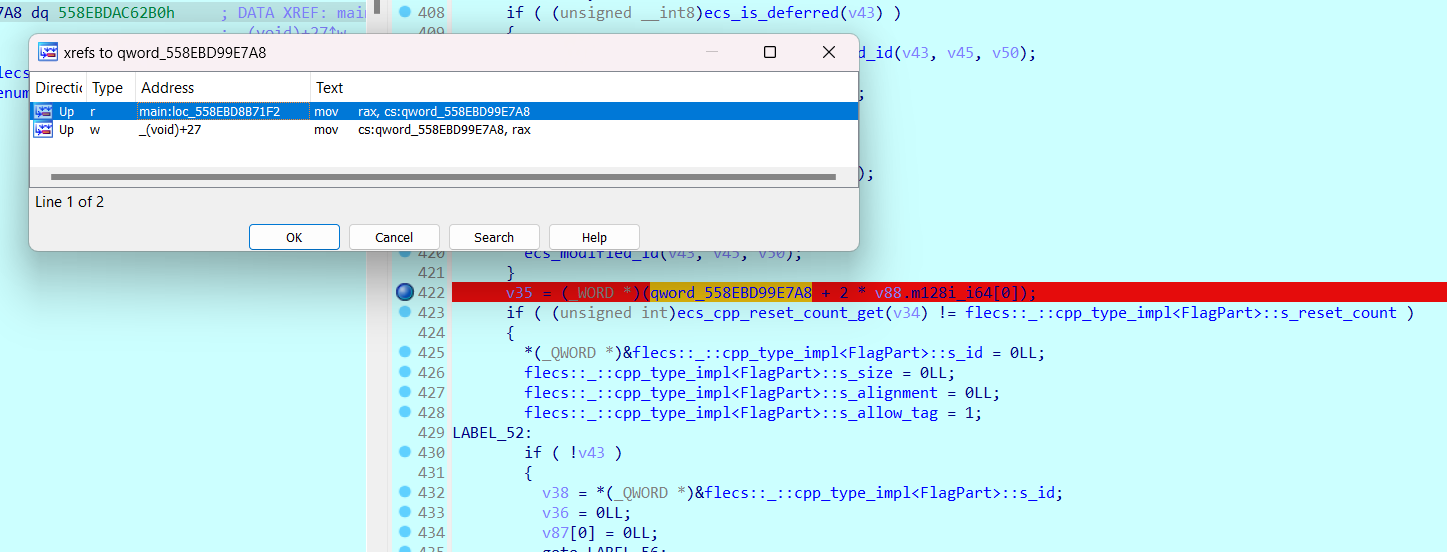 7A8 dq 558EBDAC62B0h ; DATA XREF: mai
; _(void)+27↑w
lecs
enum
xrefs to qword_558EBD99E7A8
Directic Type Address Text
Up r main:loc_558EBD8B71F2 mov rax, cs:qword_558EBD99E7A8
Up w _(void)+27 mov cs:qword_558EBD99E7A8, rax
Line 1 of 2
OK Cancel Search Help
408 if ( (unsigned __int8)ecs_is_deferred(v43) )
409 {
d_id(v43, v45, v50);
;
);
420 ecs_modified_id(v43, v45, v50);
421 }
422 v35 = (_WORD *)(qword_558EBD99E7A8 + 2 * v88.m128i_i64[0]);
423 if ( (unsigned int)ecs_cpp_reset_count_get(v34) != flecs::_::cpp_type_impl<FlagPart>::s_reset_count )
424 {
425 *(_QWORD *)&flecs::_::cpp_type_impl<FlagPart>::s_id = 0LL;
426 flecs::_::cpp_type_impl<FlagPart>::s_size = 0LL;
427 flecs::_::cpp_type_impl<FlagPart>::s_alignment = 0LL;
428 flecs::_::cpp_type_impl<FlagPart>::s_allow_tag = 1;
429 LABEL_52:
430 if ( !v43 )
431 {
432 v38 = *(_QWORD *)&flecs::_::cpp_type_impl<FlagPart>::s_id;
433 v36 = 0LL;
434 v87[0] = 0LL;
435 goto LABEL_56;